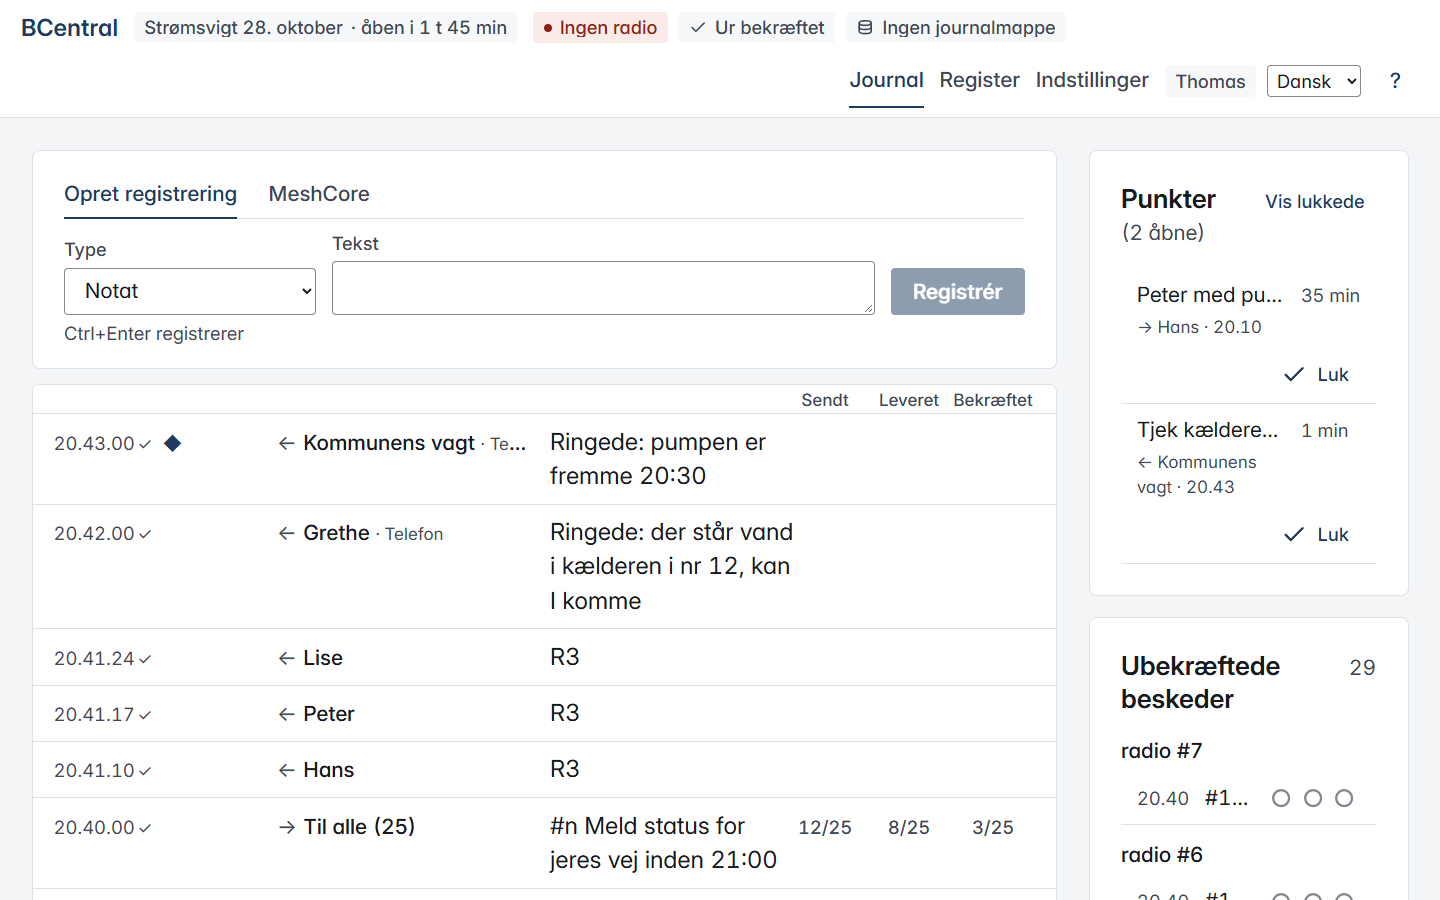 BCentral
Strømsvigt 28. oktober · åben i 1 t 45 min
Ingen radio
Ur bekræftet
Ingen journalmappe
Journal
Register
Indstillinger
Thomas
Dansk
?
Opret registrering
MeshCore
Type
Tekst
Notat
Registrér
Ctrl+Enter registrerer
Sendt
Leveret
Bekræftet
20.43.00
← Kommunens vagt · Te...
Ringede: pumpen er
fremme 20:30
20.42.00
← Grethe · Telefon
Ringede: der står vand
i kælderen i nr 12, kan
I komme
20.41.24
← Lise
R3
20.41.17
← Peter
R3
20.41.10
← Hans
R3
20.40.00
→ Til alle (25)
#n Meld status for
jeres vej inden 21:00
12/25
8/25
3/25
Punkter
Vis lukkede
(2 åbne)
Peter med pu...
35 min
→ Hans · 20.10
Luk
Tjek kældere...
1 min
← Kommunens
vagt · 20.43
Luk
Ubekræftede
beskeder
29
radio #7
20.40
#1...
radio #6
20.40
#1...